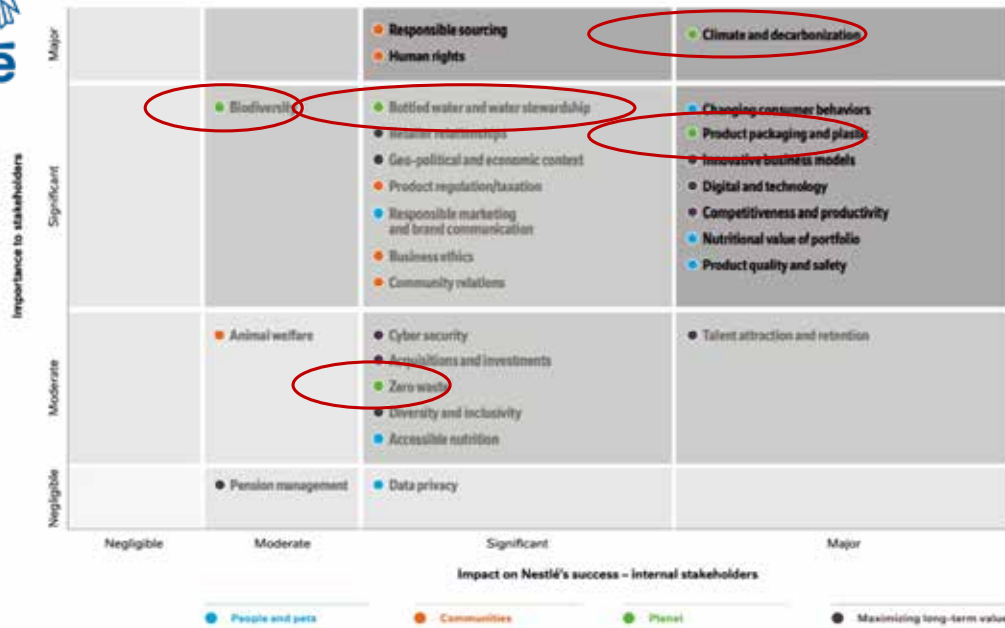 Importance to stakeholders
Major
Significant
Moderate
Negligible
Responsible sourcing
Human rights
Climate and decarbonization
Biodiversity
Bottled water and water stewardship
Retailer relationships
Geo-political and economic context
Product regulation/taxation
Responsible marketing
and brand communication
Business ethics
Community relations
Changing consumer behaviors
Product packaging and plastic
Innovative business models
Digital and technology
Competitiveness and productivity
Nutritional value of portfolio
Product quality and safety
Animal welfare
Cyber security
Acquisitions and investments
Zero waste
Diversity and inclusivity
Accessible nutrition
Talent attraction and retention
Pension management
Data privacy
Negligible
Moderate
Significant
Major
Impact on Nestlé's success – internal stakeholders
People and pets
Communities
Planet
Maximizing long-term value